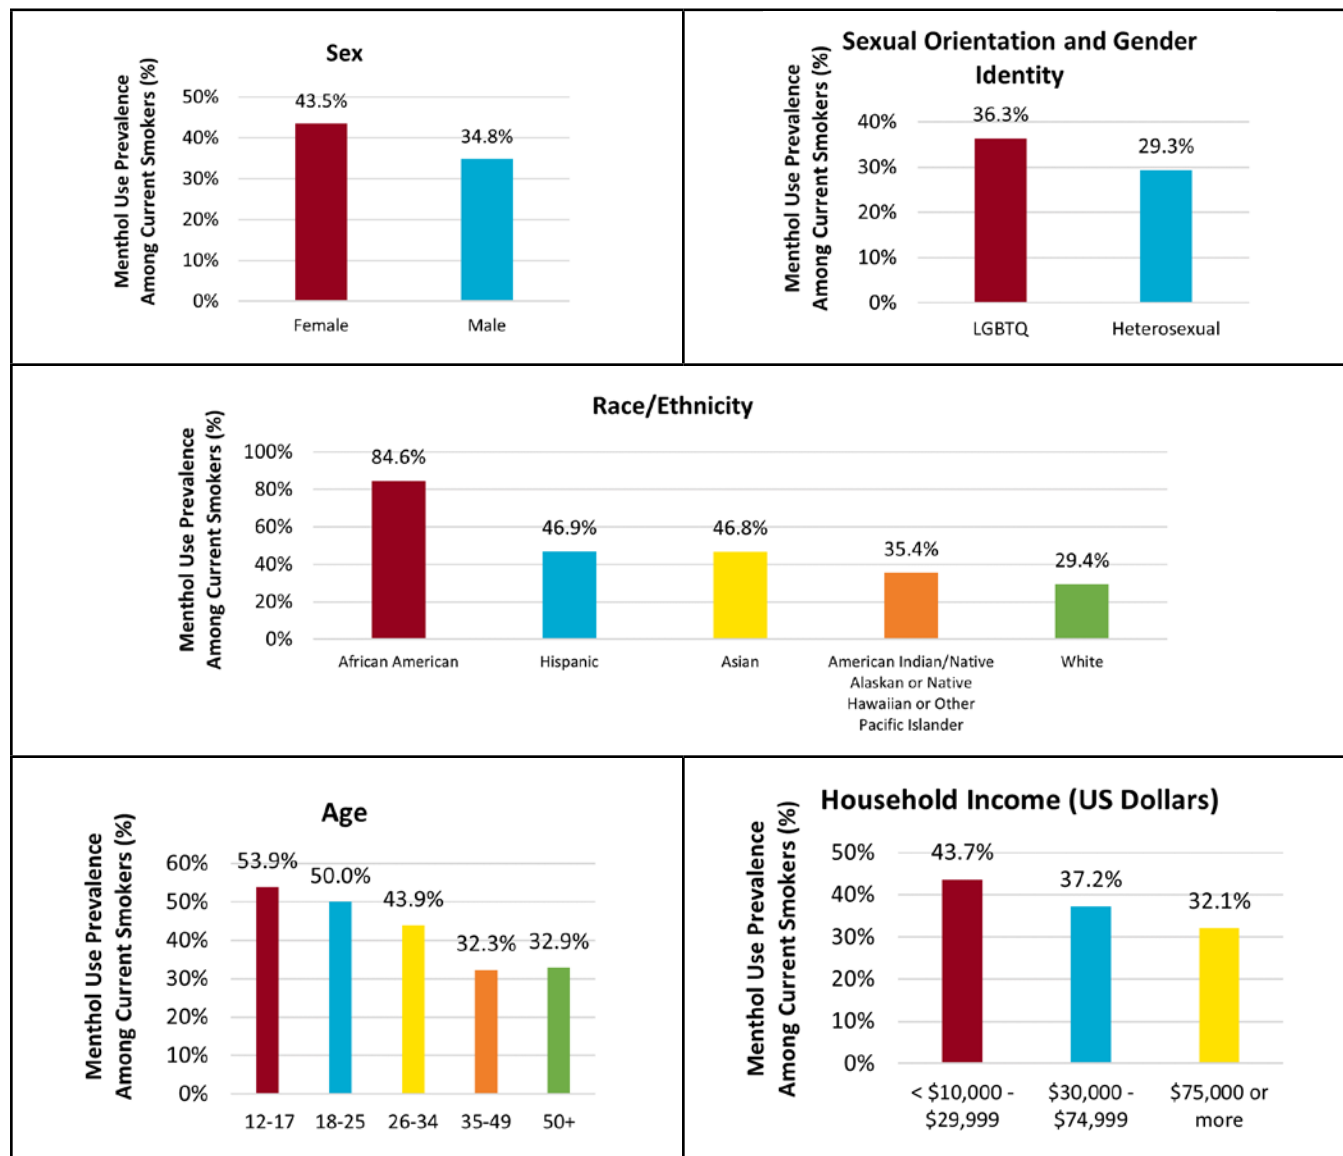 Sex
Menthol Use Prevalence
Among Current Smokers (%)
50%
40%
30%
20%
10%
0%
43.5%
34.8%
Female
Male
Sexual Orientation and Gender
Identity
Menthol Use Prevalence
Among Current Smokers (%)
40%
30%
20%
10%
0%
36.3%
29.3%
LGBTQ
Heterosexual
Race/Ethnicity
Menthol Use Prevalence
Among Current Smokers (%)
100%
80%
60%
40%
20%
0%
84.6%
46.9%
46.8%
35.4%
29.4%
African American
Hispanic
Asian
American Indian/Native
Alaskan or Native
Hawaiian or Other
Pacific Islander
White
Age
Menthol Use Prevalence
Among Current Smokers (%)
60%
50%
40%
30%
20%
10%
0%
53.9%
50.0%
43.9%
32.3%
32.9%
12-17
18-25
26-34
35-49
50+
Household Income (US Dollars)
Menthol Use Prevalence
Among Current Smokers (%)
50%
40%
30%
20%
10%
0%
43.7%
37.2%
32.1%
< $10,000 -
$29,999
$30,000 -
$74,999
$75,000 or
more